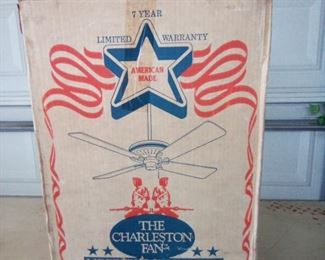 7 YEAR
LIMITED WARRANTY
AMERICAN
MADE
THE
CHARLESTON
FAN